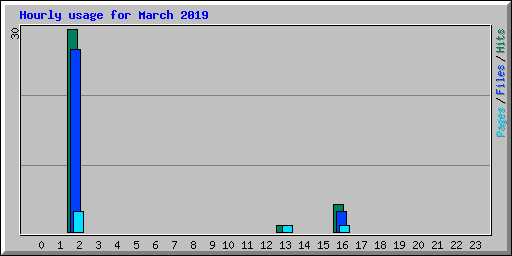 Hourly usage for March 2019
30
Pages/Files/Hits
0 1 2 3 4 5 6 7 8 9 10 11 12 13 14 15 16 17 18 19 20 21 22 23